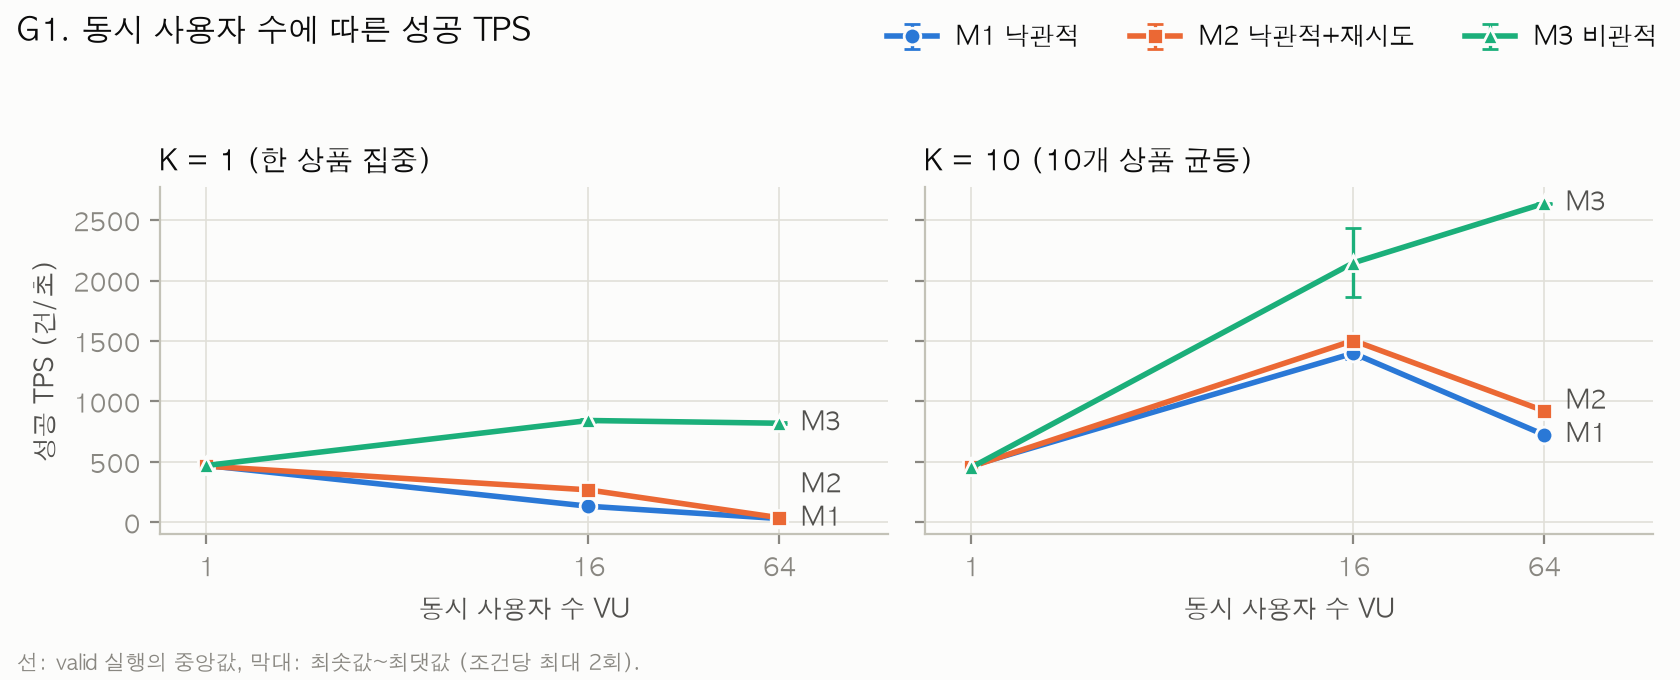 G1. 동시 사용자 수에 따른 성공 TPS
M1 낙관적
M2 낙관적+재시도
M3 비관적
K = 1 (한 상품 집중)
성공 TPS (건/초)
2500
2000
1500
1000
500
0
M3
M2
M1
1
16
64
동시 사용자 수 VU
K = 10 (10개 상품 균등)
M3
M2
M1
1
16
64
동시 사용자 수 VU
선: valid 실행의 중앙값, 막대: 최솟값~최댓값 (조건당 최대 2회).